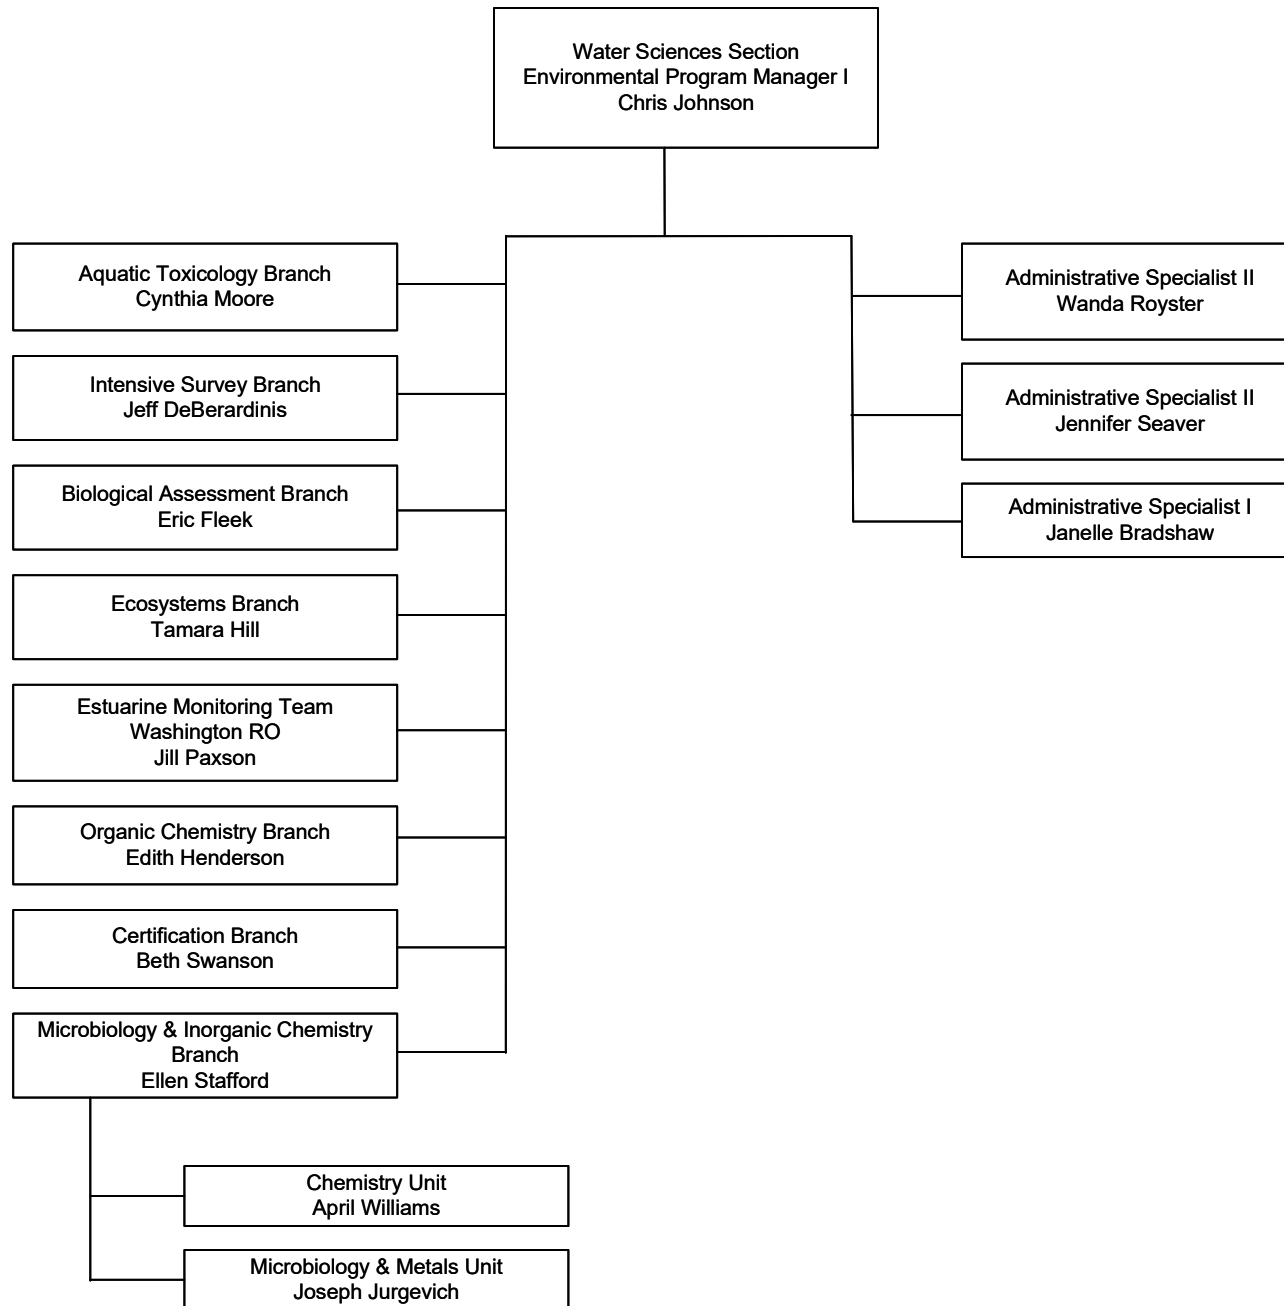 Water Sciences Section
Environmental Program Manager I
Chris Johnson
Aquatic Toxicology Branch
Cynthia Moore
Intensive Survey Branch
Jeff DeBerardinis
Biological Assessment Branch
Eric Fleek
Ecosystems Branch
Tamara Hill
Estuarine Monitoring Team
Washington RO
Jill Paxson
Organic Chemistry Branch
Edith Henderson
Certification Branch
Beth Swanson
Microbiology & Inorganic Chemistry
Branch
Ellen Stafford
Chemistry Unit
April Williams
Microbiology & Metals Unit
Joseph Jurgevich
Administrative Specialist II
Wanda Royster
Administrative Specialist II
Jennifer Seaver
Administrative Specialist I
Janelle Bradshaw